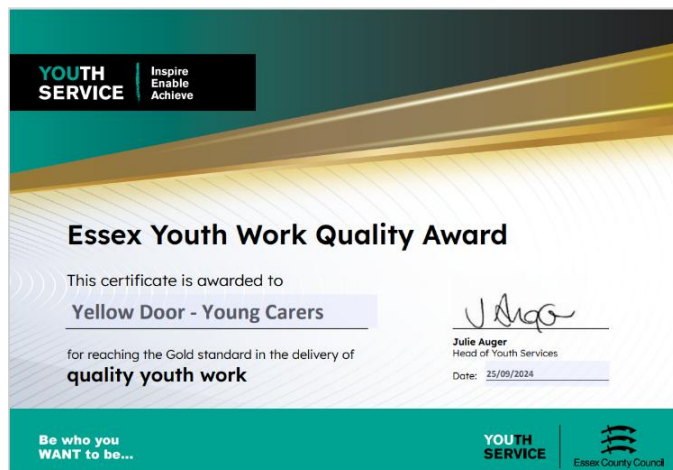 YOUTH
SERVICE
Inspire
Enable
Achieve
Essex Youth Work Quality Award
This certificate is awarded to
Yellow Door - Young Carers
for reaching the Gold standard in the delivery of
quality youth work
J Auger
Julie Auger
Head of Youth Services
Date: 25/09/2024
Be who you
WANT to be...
YOUTH
SERVICE
Essex County Council